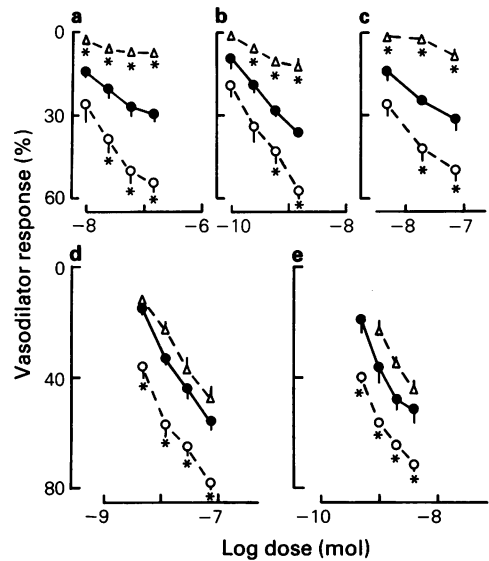 a b c
0
30
60
−8 −6 −10 −8 −8 −7
Vasodilator response (%)
d e
0
40
80
−9 −7 −10 −8
Log dose (mol)